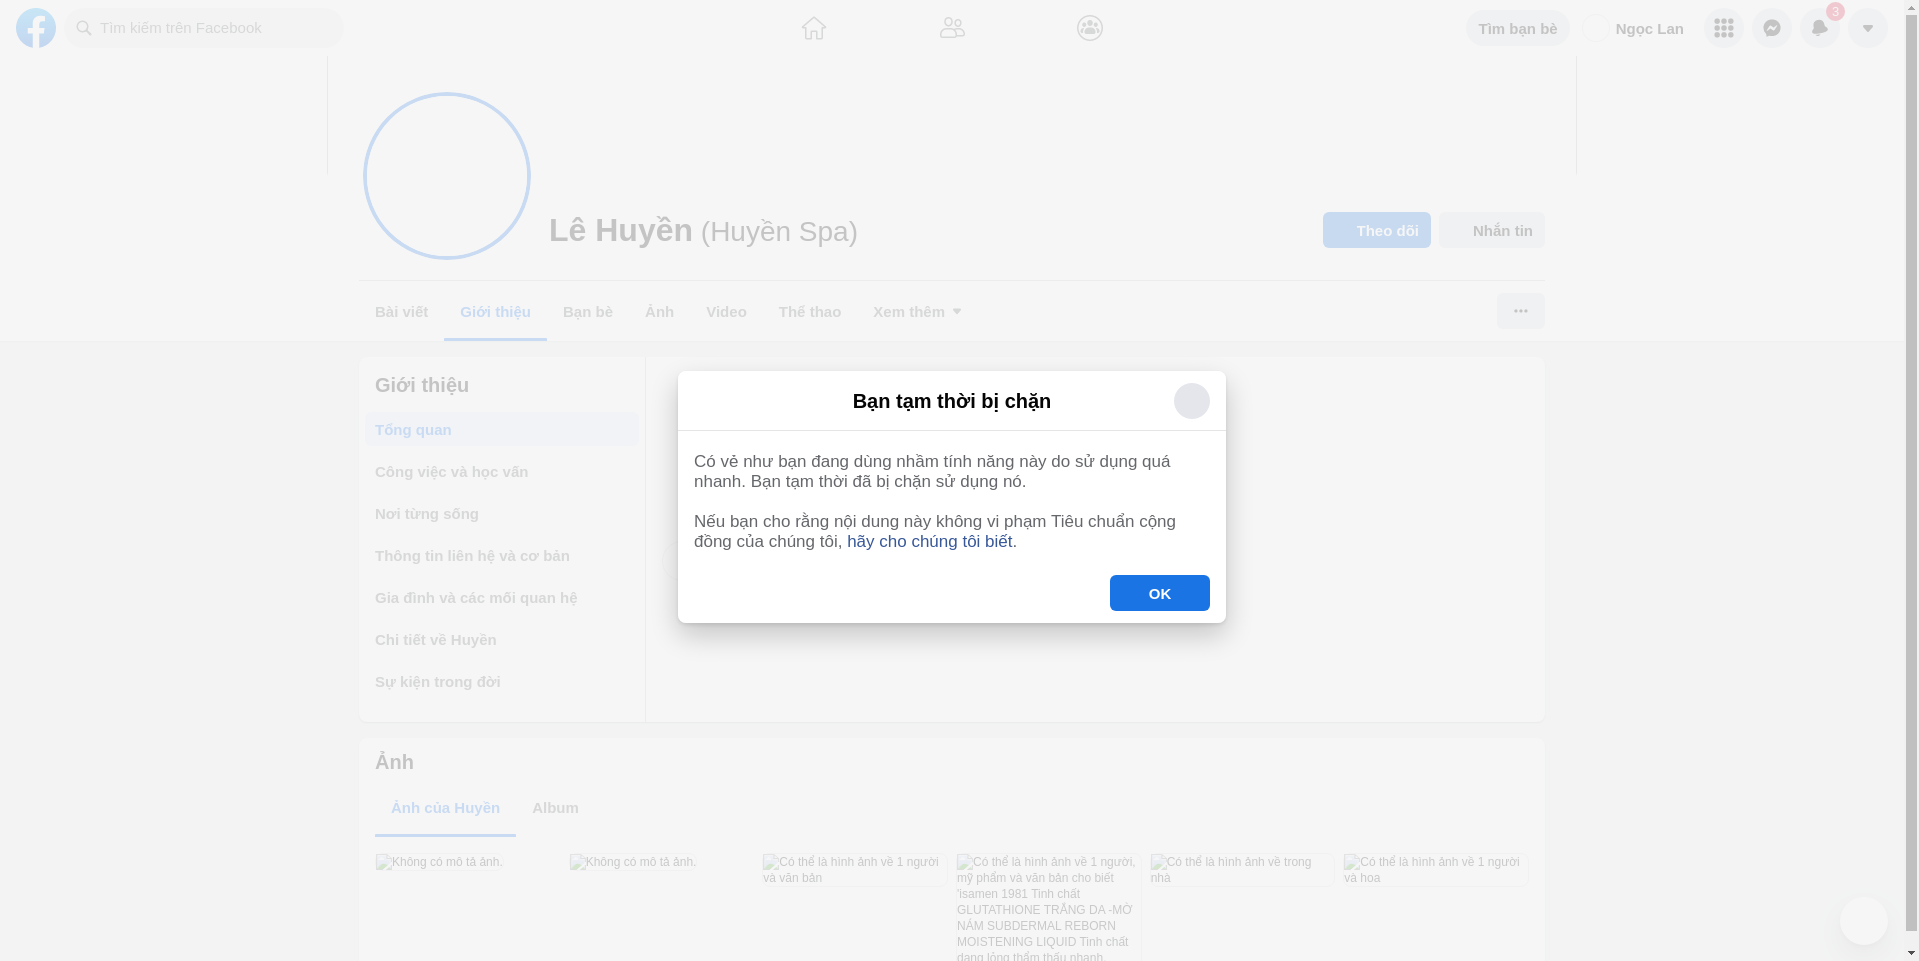 Tìm kiếm trên Facebook
Tìm bạn bè
Ngọc Lan
3
Lê Huyền (Huyền Spa)
Theo dõi
Nhắn tin
Bài viết
Giới thiệu
Bạn bè
Ảnh
Video
Thể thao
Xem thêm
Giới thiệu
Tổng quan
Công việc và học vấn
Nơi từng sống
Thông tin liên hệ và cơ bản
Gia đình và các mối quan hệ
Chi tiết về Huyền
Sự kiện trong đời
Bạn tạm thời bị chặn
Có vẻ như bạn đang dùng nhầm tính năng này do sử dụng quá
nhanh. Bạn tạm thời đã bị chặn sử dụng nó.
Nếu bạn cho rằng nội dung này không vi phạm Tiêu chuẩn cộng
đồng của chúng tôi, hãy cho chúng tôi biết.
OK
Ảnh
Ảnh của Huyền
Album
Không có mô tả ảnh.
Không có mô tả ảnh.
Có thể là hình ảnh về 1 người
và văn bản
Có thể là hình ảnh về 1 người,
mỹ phẩm và văn bản cho biết
'isamen 1981 Tinh chất
GLUTATHIONE TRẮNG DA -MỜ
NÁM SUBDERMAL REBORN
MOISTENING LIQUID Tinh chất
dạng lỏng thẩm thấu nhanh,
Có thể là hình ảnh về trong
nhà
Có thể là hình ảnh về 1 người
và hoa